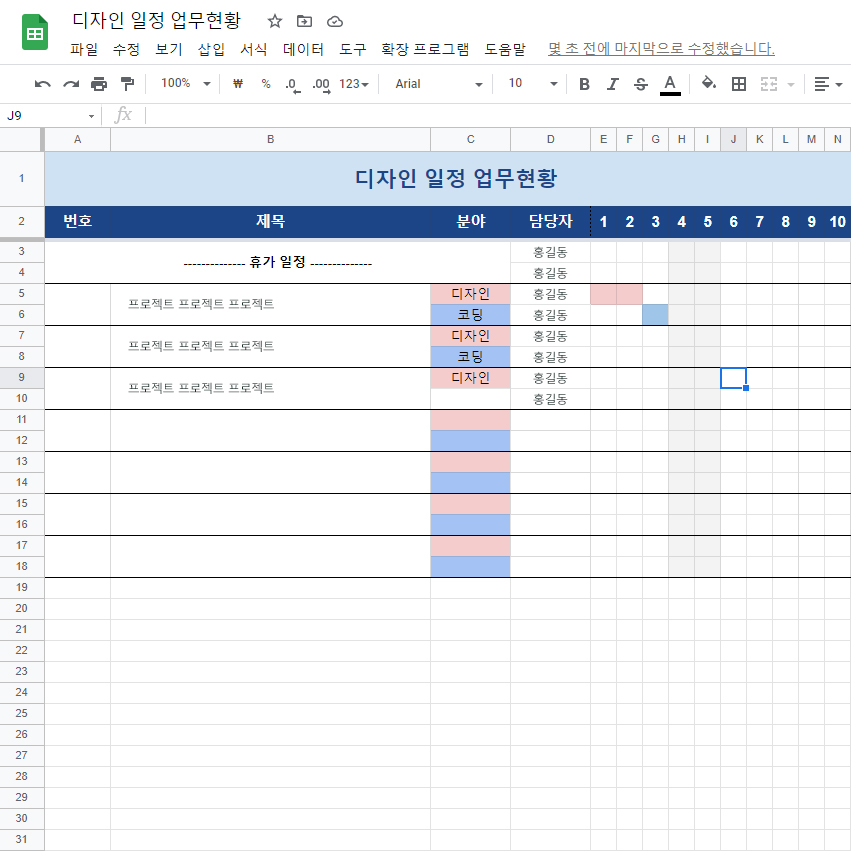 디자인 일정 업무현황
파일 수정 보기 삽입 서식 데이터 도구 확장 프로그램 도움말 몇 초 전에 마지막으로 수정했습니다.
100% ₩ % .0 .00 123 Arial 10 B I S A
J9 fx
A B C D E F G H I J K L M N
1 디자인 일정 업무현황
2 번호 제목 분야 담당자 1 2 3 4 5 6 7 8 9 10
3 홍길동
-------------- 휴가 일정 --------------
4 홍길동
5 디자인 홍길동
프로젝트 프로젝트 프로젝트
6 코딩 홍길동
7 디자인 홍길동
프로젝트 프로젝트 프로젝트
8 코딩 홍길동
9 디자인 홍길동
프로젝트 프로젝트 프로젝트
10 홍길동
11
12
13
14
15
16
17
18
19
20
21
22
23
24
25
26
27
28
29
30
31